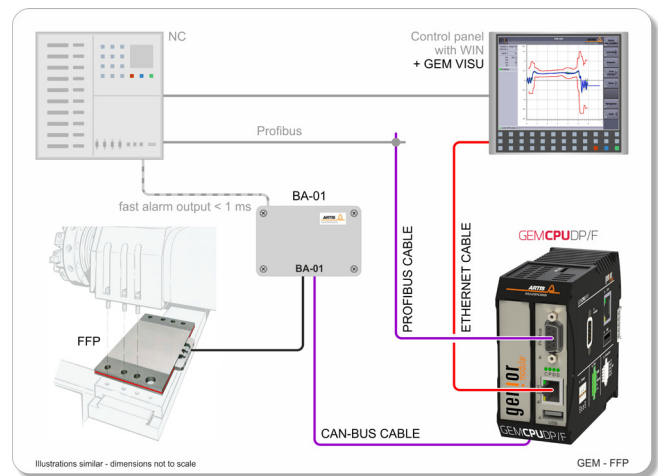 NC
Control panel
with WIN
+ GEM VISU
Profibus
fast alarm output < 1 ms
BA-01
ARTIS
BA-01
FFP
PROFIBUS CABLE
ETHERNET CABLE
GEMCPUDP/F
ARTIS
genior
GEMCPUDP/F
CAN-BUS CABLE
Illustrations similar - dimensions not to scale
GEM - FFP